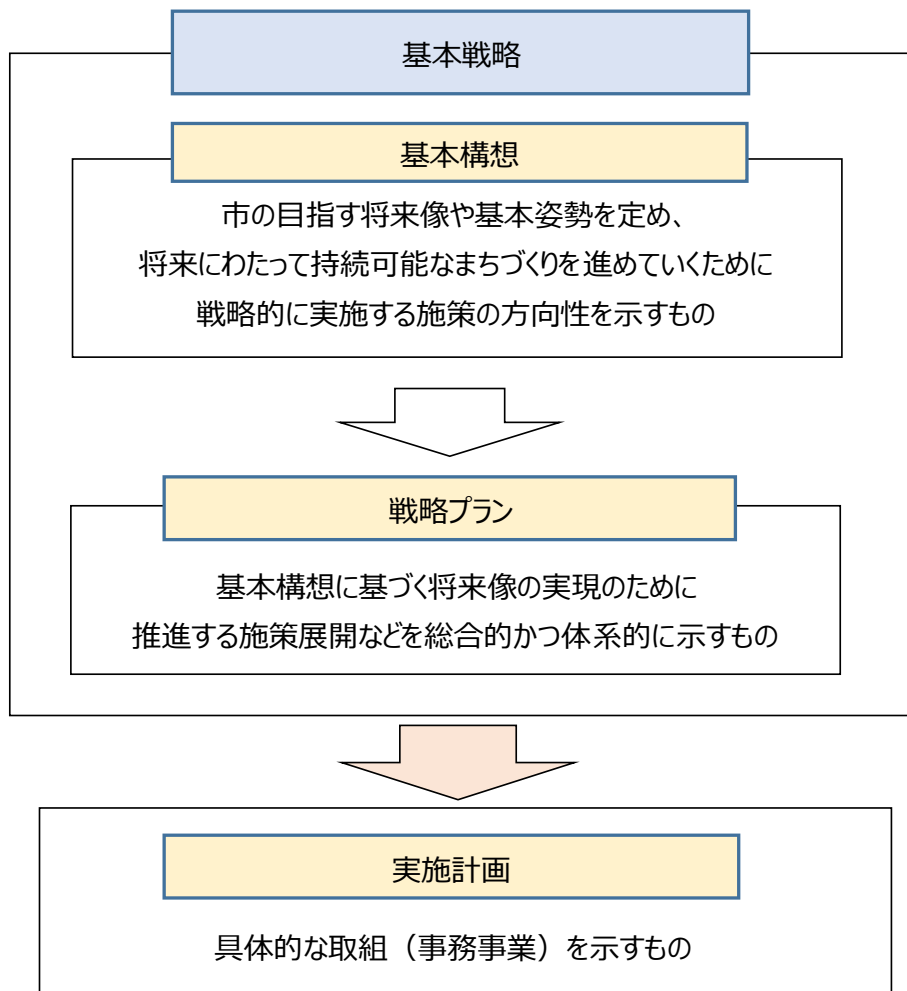 基本戦略
基本構想
市の目指す将来像や基本姿勢を定め、
将来にわたって持続可能なまちづくりを進めていくために
戦略的に実施する施策の方向性を示すもの
戦略プラン
基本構想に基づく将来像の実現のために
推進する施策展開などを総合的かつ体系的に示すもの
実施計画
具体的な取組（事務事業）を示すもの